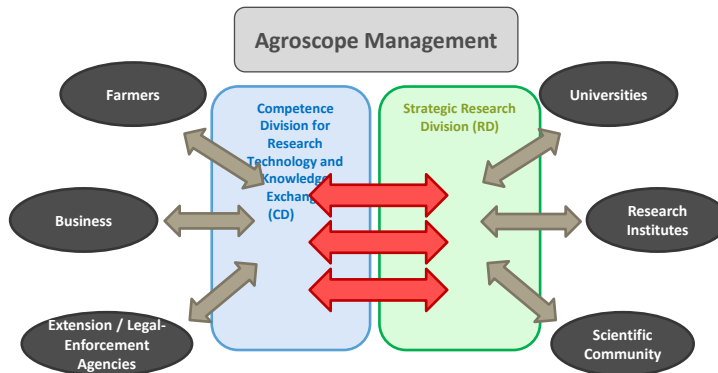 Agroscope Management
Farmers
Competence
Division for
Research
Technology and
Knowledge
Exchang
(CD)
Strategic Research
Division (RD)
Universities
Business
Research
Institutes
Extension / Legal-
Enforcement
Agencies
Scientific
Community